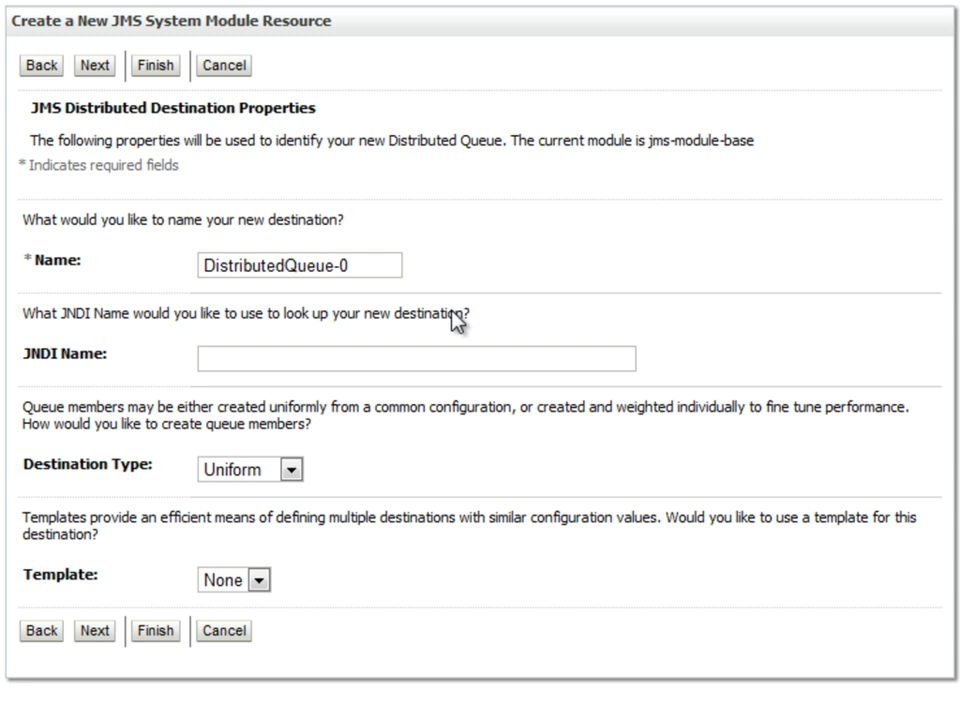 Create a New JMS System Module Resource
Back Next Finish Cancel
JMS Distributed Destination Properties
The following properties will be used to identify your new Distributed Queue. The current module is jms-module-base
* Indicates required fields
What would you like to name your new destination?
* Name: DistributedQueue-0
What JNDI Name would you like to use to look up your new destination?
JNDI Name:
Queue members may be either created uniformly from a common configuration, or created and weighted individually to fine tune performance.
How would you like to create queue members?
Destination Type: Uniform
Templates provide an efficient means of defining multiple destinations with similar configuration values. Would you like to use a template for this
destination?
Template: None
Back Next Finish Cancel